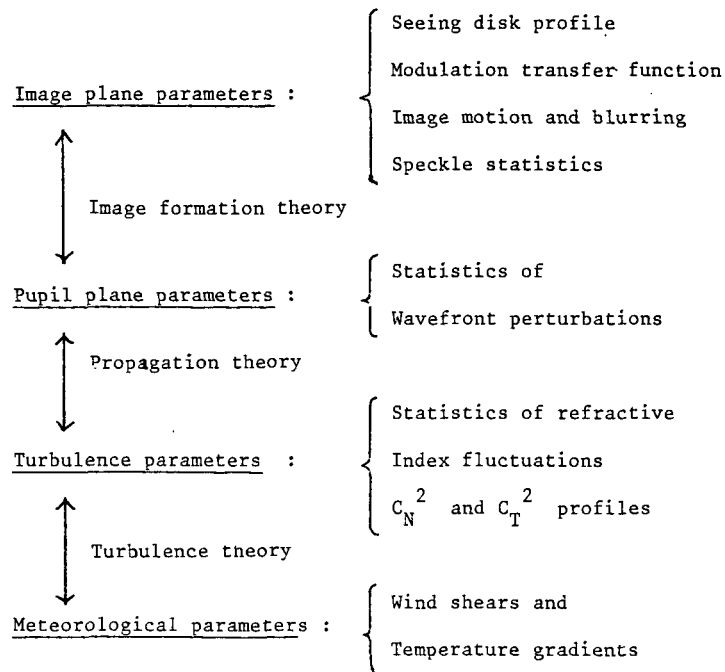 Seeing disk profile
Modulation transfer function
Image plane parameters :
Image motion and blurring
Speckle statistics
Image formation theory
Statistics of
Pupil plane parameters :
Wavefront perturbations
Propagation theory
Statistics of refractive
Turbulence parameters :
Index fluctuations
C_N^2 and C_T^2 profiles
Turbulence tneory
Wind shears and
Meteorological parameters :
Temperature gradients